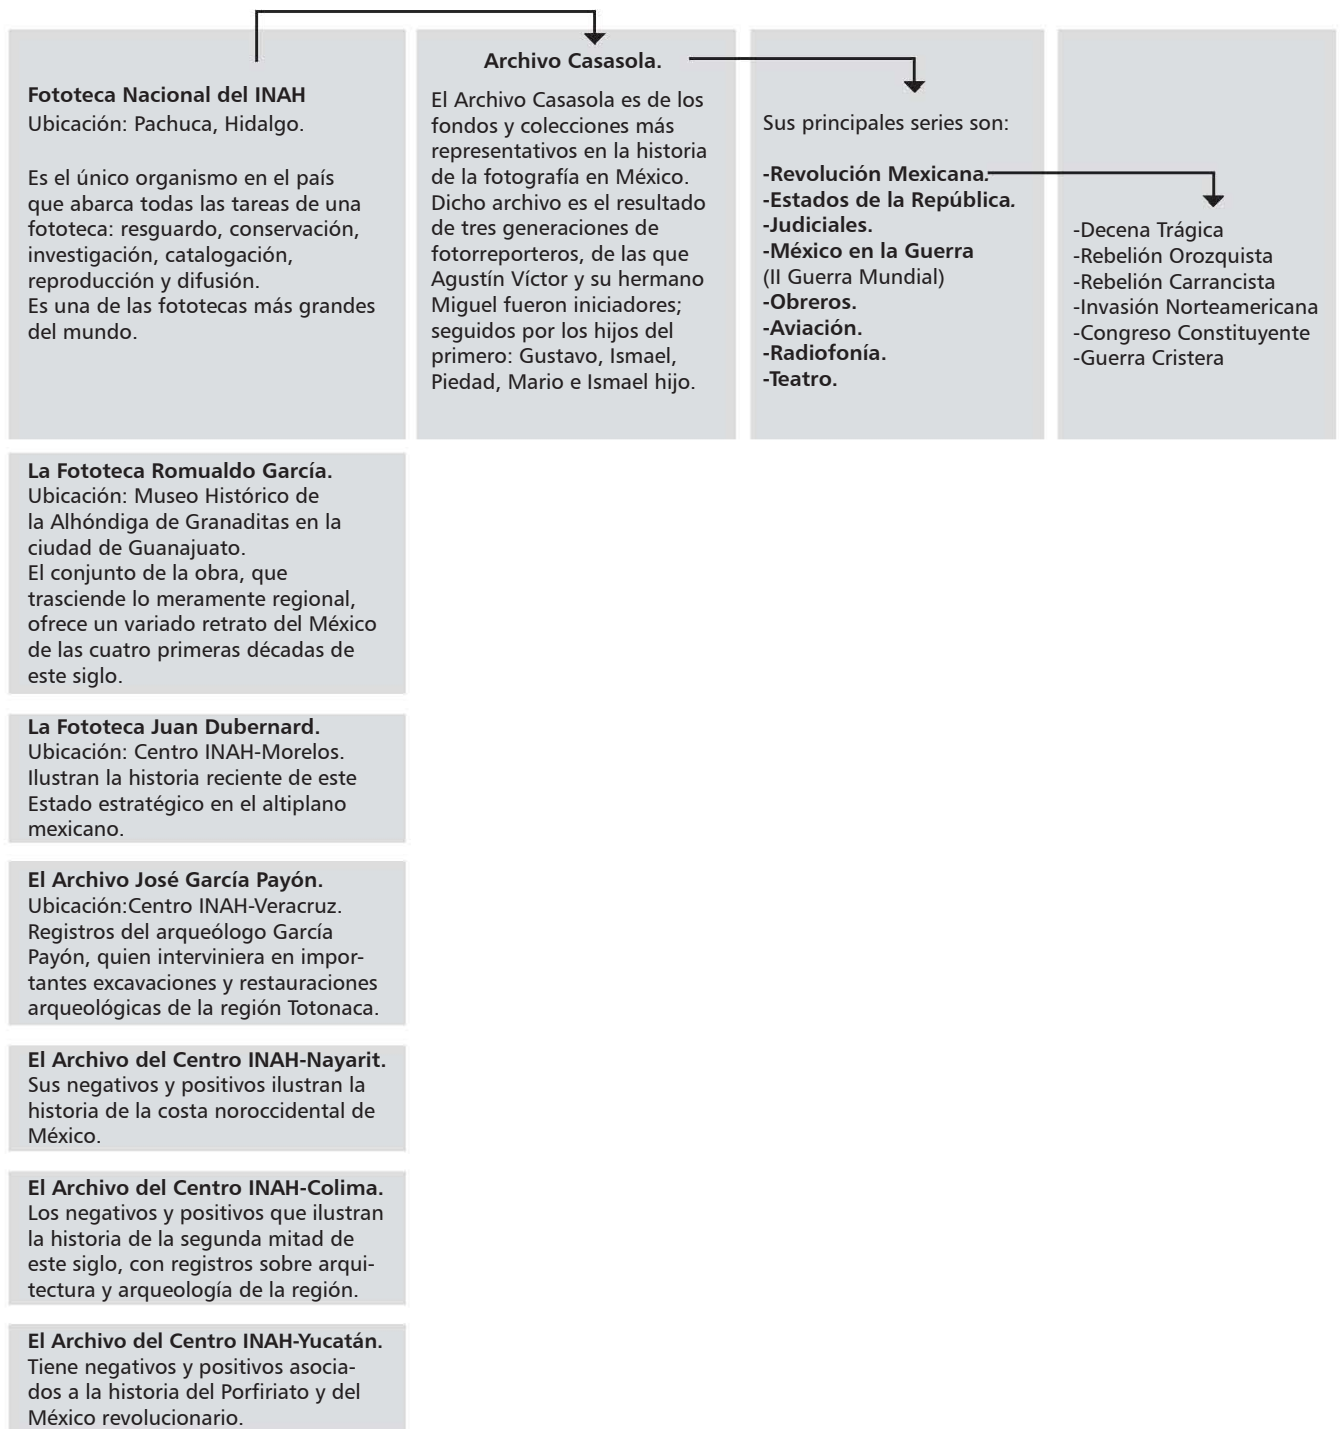 Fototeca Nacional del INAH
Ubicación: Pachuca, Hidalgo.
Es el único organismo en el país
que abarca todas las tareas de una
fototeca: resguardo, conservación,
investigación, catalogación,
reproducción y difusión.
Es una de las fototecas más grandes
del mundo.
Archivo Casasola.
El Archivo Casasola es de los
fondos y colecciones más
representativos en la historia
de la fotografía en México.
Dicho archivo es el resultado
de tres generaciones de
fotorreporteros, de las que
Agustín Víctor y su hermano
Miguel fueron iniciadores;
seguidos por los hijos del
primero: Gustavo, Ismael,
Piedad, Mario e Ismael hijo.
Sus principales series son:
-Revolución Mexicana.
-Estados de la República.
-Judiciales.
-México en la Guerra
(II Guerra Mundial)
-Obreros.
-Aviación.
-Radiofonía.
-Teatro.
-Decena Trágica
-Rebelión Orozquista
-Rebelión Carrancista
-Invasión Norteamericana
-Congreso Constituyente
-Guerra Cristera
La Fototeca Romualdo García.
Ubicación: Museo Histórico de
la Alhóndiga de Granaditas en la
ciudad de Guanajuato.
El conjunto de la obra, que
trasciende lo meramente regional,
ofrece un variado retrato del México
de las cuatro primeras décadas de
este siglo.
La Fototeca Juan Dubernard.
Ubicación: Centro INAH-Morelos.
Ilustran la historia reciente de este
Estado estratégico en el altiplano
mexicano.
El Archivo José García Payón.
Ubicación:Centro INAH-Veracruz.
Registros del arqueólogo García
Payón, quien interviniera en impor-
tantes excavaciones y restauraciones
arqueológicas de la región Totonaca.
El Archivo del Centro INAH-Nayarit.
Sus negativos y positivos ilustran la
historia de la costa noroccidental de
México.
El Archivo del Centro INAH-Colima.
Los negativos y positivos que ilustran
la historia de la segunda mitad de
este siglo, con registros sobre arqui-
tectura y arqueología de la región.
El Archivo del Centro INAH-Yucatán.
Tiene negativos y positivos asocia-
dos a la historia del Porfiriato y del
México revolucionario.